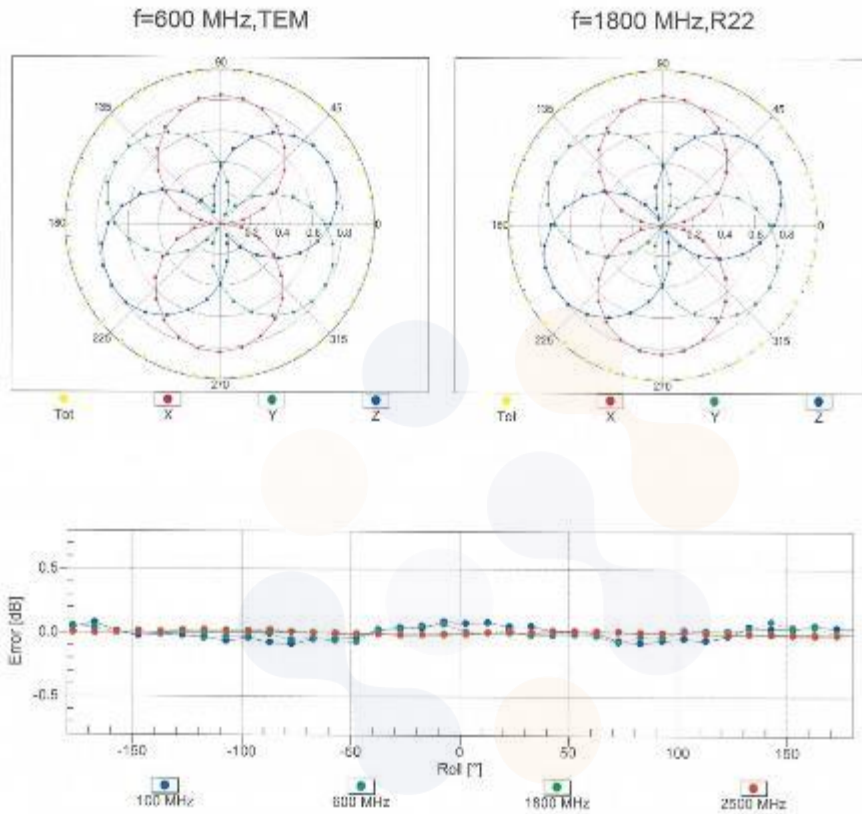 f=600 MHz,TEM
f=1800 MHz,R22
90
135
45
180
0.2 0.4 0.6 0.8
0
225
315
270
Tot X Y Z
90
135
45
180
0.2 0.4 0.6 0.8
0
225
315
270
Tot X Y Z
Error [dB]
0.5
0.0
-0.5
-150 -100 -50 0 50 100 150
Roll [°]
100 MHz
600 MHz
1800 MHz
2500 MHz